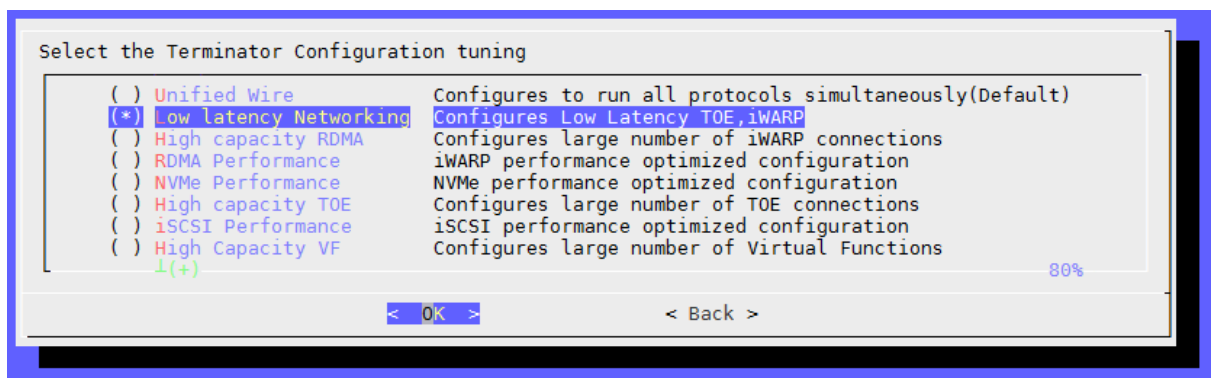 Select the Terminator Configuration tuning
( ) Unified Wire Configures to run all protocols simultaneously(Default)
(*) Low latency Networking Configures Low Latency TOE,iWARP
( ) High capacity RDMA Configures large number of iWARP connections
( ) RDMA Performance iWARP performance optimized configuration
( ) NVMe Performance NVMe performance optimized configuration
( ) High capacity TOE Configures large number of TOE connections
( ) iSCSI Performance iSCSI performance optimized configuration
( ) High Capacity VF Configures large number of Virtual Functions
┴(+) 80%
< OK > < Back >